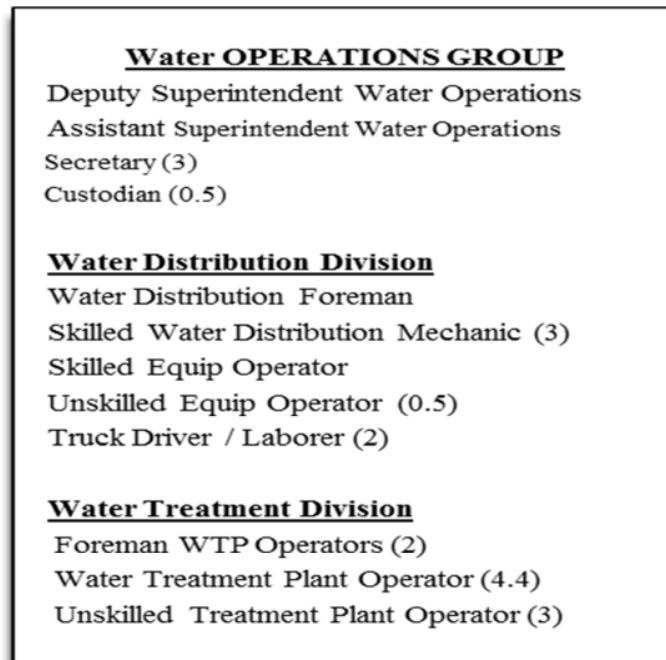 Water OPERATIONS GROUP
Deputy Superintendent Water Operations
Assistant Superintendent Water Operations
Secretary (3)
Custodian (0.5)
Water Distribution Division
Water Distribution Foreman
Skilled Water Distribution Mechanic (3)
Skilled Equip Operator
Unskilled Equip Operator (0.5)
Truck Driver / Laborer (2)
Water Treatment Division
Foreman WTP Operators (2)
Water Treatment Plant Operator (4.4)
Unskilled Treatment Plant Operator (3)